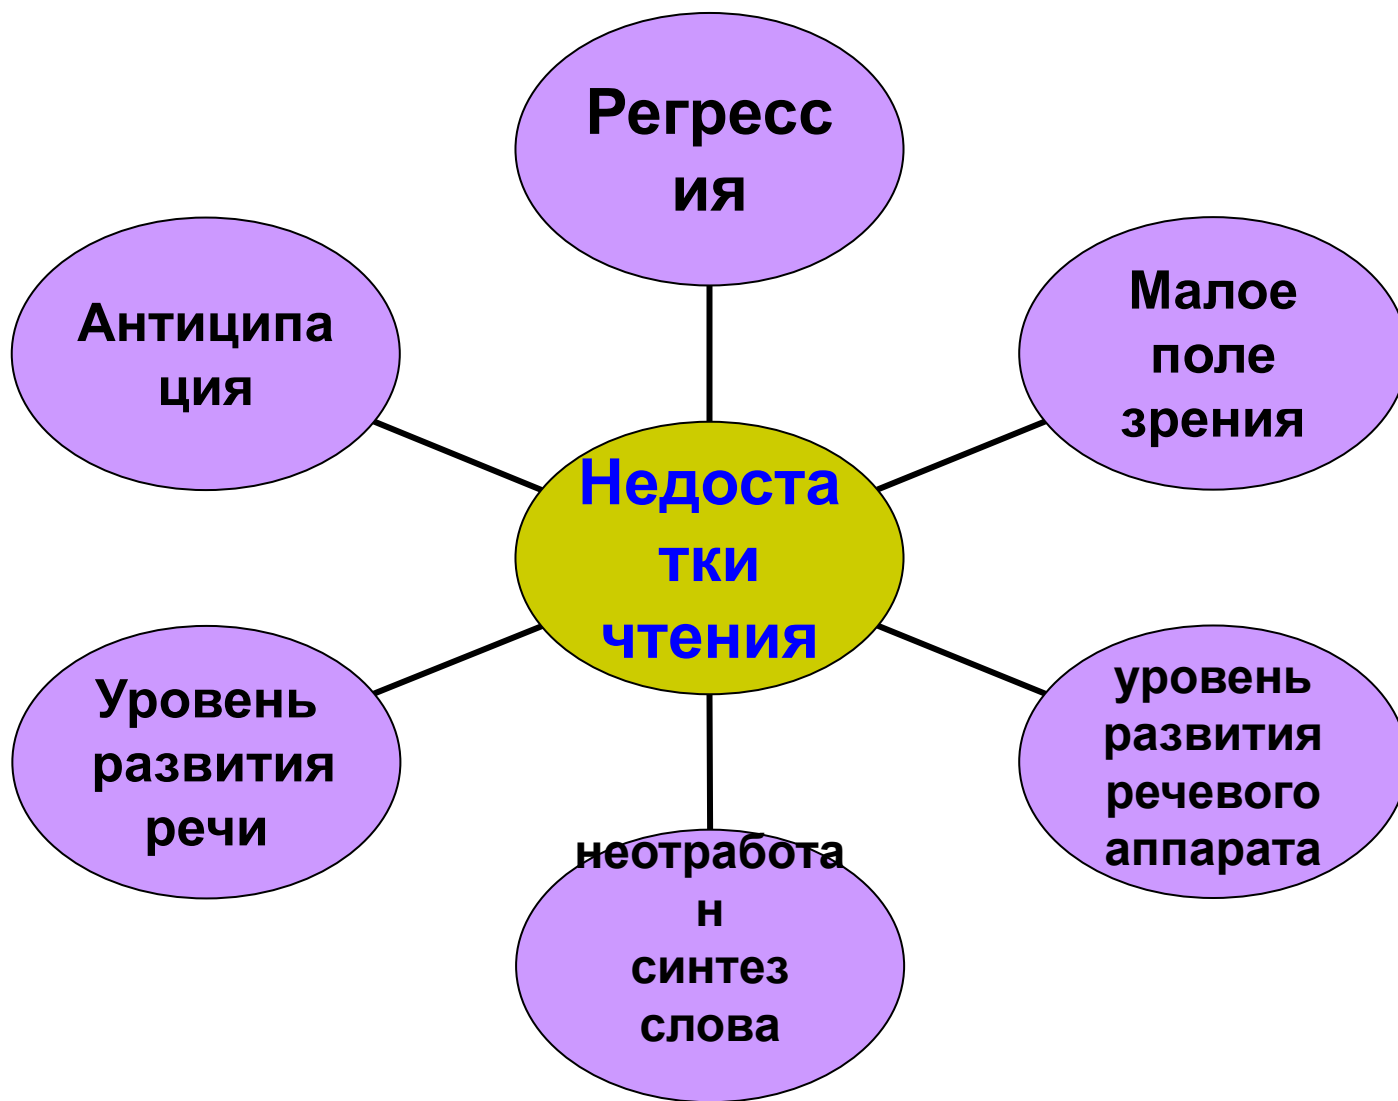 Регресс
ия
Антиципа
ция
Малое
поле
зрения
Недоста
тки
чтения
Уровень
развития
речи
уровень
развития
речевого
аппарата
неотработа
н
синтез
слова